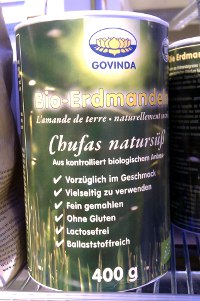 GOVINDA
Bio-Erdmandel
L'amande de terre • naturellement
Chufas natursüß
Aus kontrolliert biologischem Anbau
✓ Vorzüglich im Geschmack
✓ Vielseitig zu verwenden
✓ Fein gemahlen
✓ Ohne Gluten
✓ Lactosefrei
✓ Ballaststoffreich
400 g